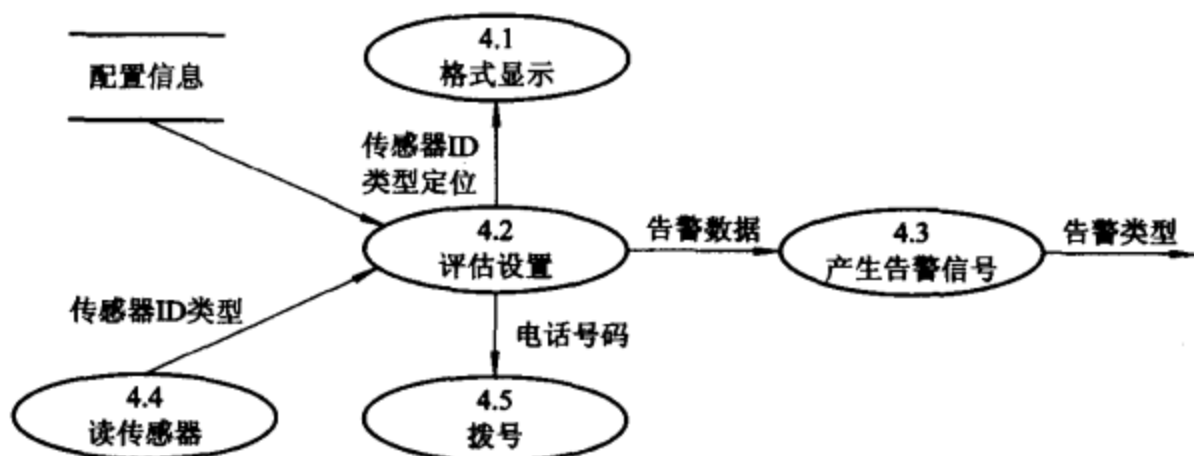 4.1
格式显示
配置信息
传感器ID
类型定位
4.2
评估设置
告警数据
4.3
产生告警信号
告警类型
传感器ID类型
电话号码
4.4
读传感器
4.5
拨号